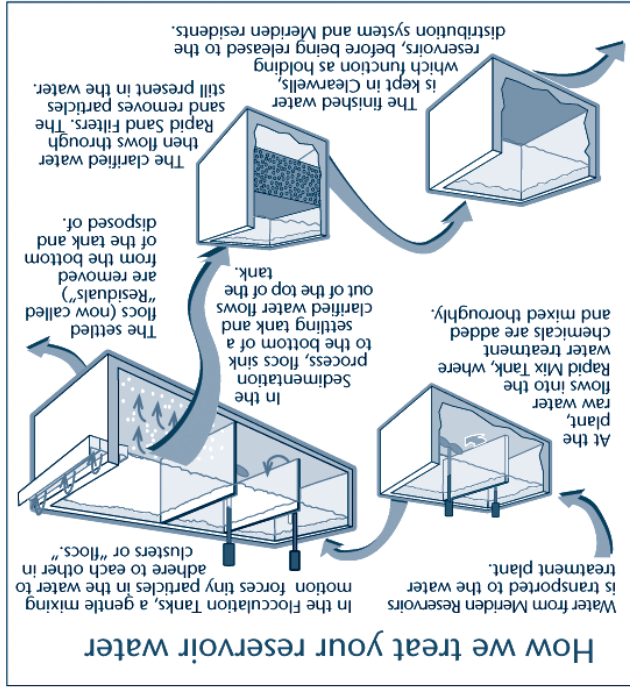 How we treat your reservoir water
Water from Meriden Reservoirs
is transported to the water
treatment plant.
In the Flocculation Tanks, a gentle mixing
motion forces tiny particles in the water to
adhere to each other in
clusters or "flocs."
At the
plant,
raw water
flows into the
Rapid Mix Tank, where
water treatment
chemicals are added
and mixed thoroughly.
In the
Sedimentation
process, flocs sink
to the bottom of a
settling tank and
clarified water flows
out of the top of the
tank.
The settled
flocs (now called
"Residuals")
are removed
from the bottom
of the tank and
disposed of.
The clarified water
then flows through
Rapid Sand Filters. The
sand removes particles
still present in the water.
The finished water
is kept in Clearwells,
which function as holding
reservoirs, before being released to the
distribution system and Meriden residents.